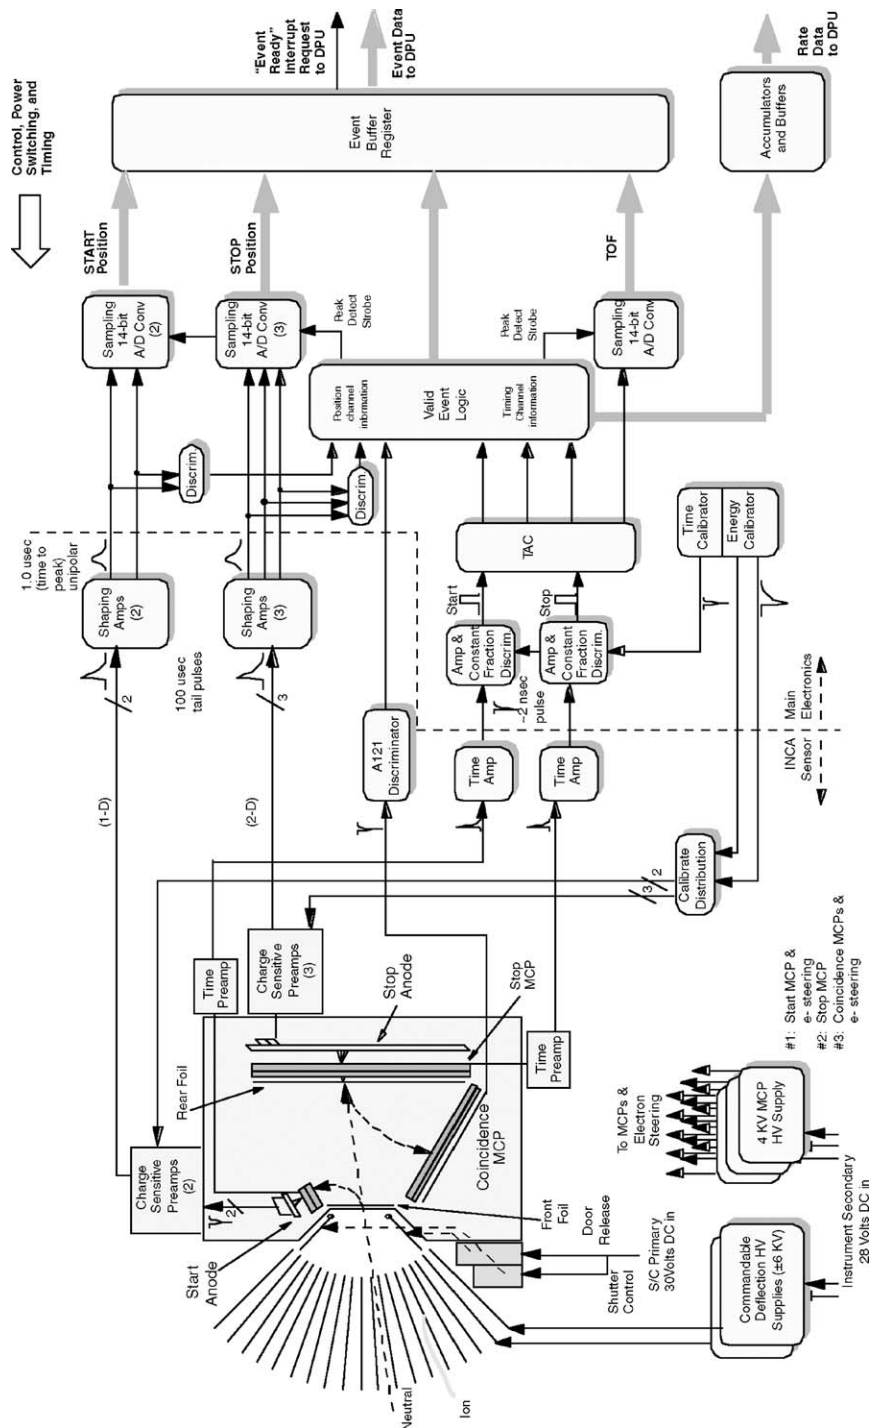 Control, Power
Switching, and
Timing
START
Position
STOP
Position
TOF
"Event
Ready"
Interrupt
Request
to DPU
Event Data
to DPU
Rate
Data
to DPU
Event
Buffer
Register
Accumulators
and Buffers
Sampling
14-bit
A/D Conv
(2)
Sampling
14-bit
A/D Conv
(3)
Peak
Detect
Strobe
Peak
Detect
Strobe
Sampling
14-bit
A/D Conv
Position
channel
information
Valid
Event
Logic
Timing
Channel
information
Discrim.
Discrim.
1.0 usec
(time to
peak)
unipolar
Shaping
Amps
(2)
Shaping
Amps
(3)
100 usec
tail pulses
2
3
(1-D)
(2-D)
A121
Discriminator
TAC
Start
Stop
Amp &
Constant
Fraction
Discrim.
Amp &
Constant
Fraction
Discrim.
~2 nsec
pulse
Time
Amp
Time
Amp
Time
Calibrator
Energy
Calibrator
Main
Electronics
INCA
Sensor
Calibrate
Distribution
3
2
Charge
Sensitive
Preamps
(2)
Time
Preamp
Charge
Sensitive
Preamps
(3)
Time
Preamp
2
Rear Foil
Stop
Anode
Stop
MCP
Coincidence
MCP
Start
Anode
Front
Foil
Door
Release
Shutter
Control
S/C Primary
30Volts DC in
Neutral
Ion
To MCPs &
Electron
Steering
4 KV MCP
HV Supply
#1: Start MCP &
e- steering
#2: Stop MCP
#3: Coincidence MCPs &
e- steering
Commandable
Deflection HV
Supplies (±6 KV)
Instrument Secondary
28 Volts DC in